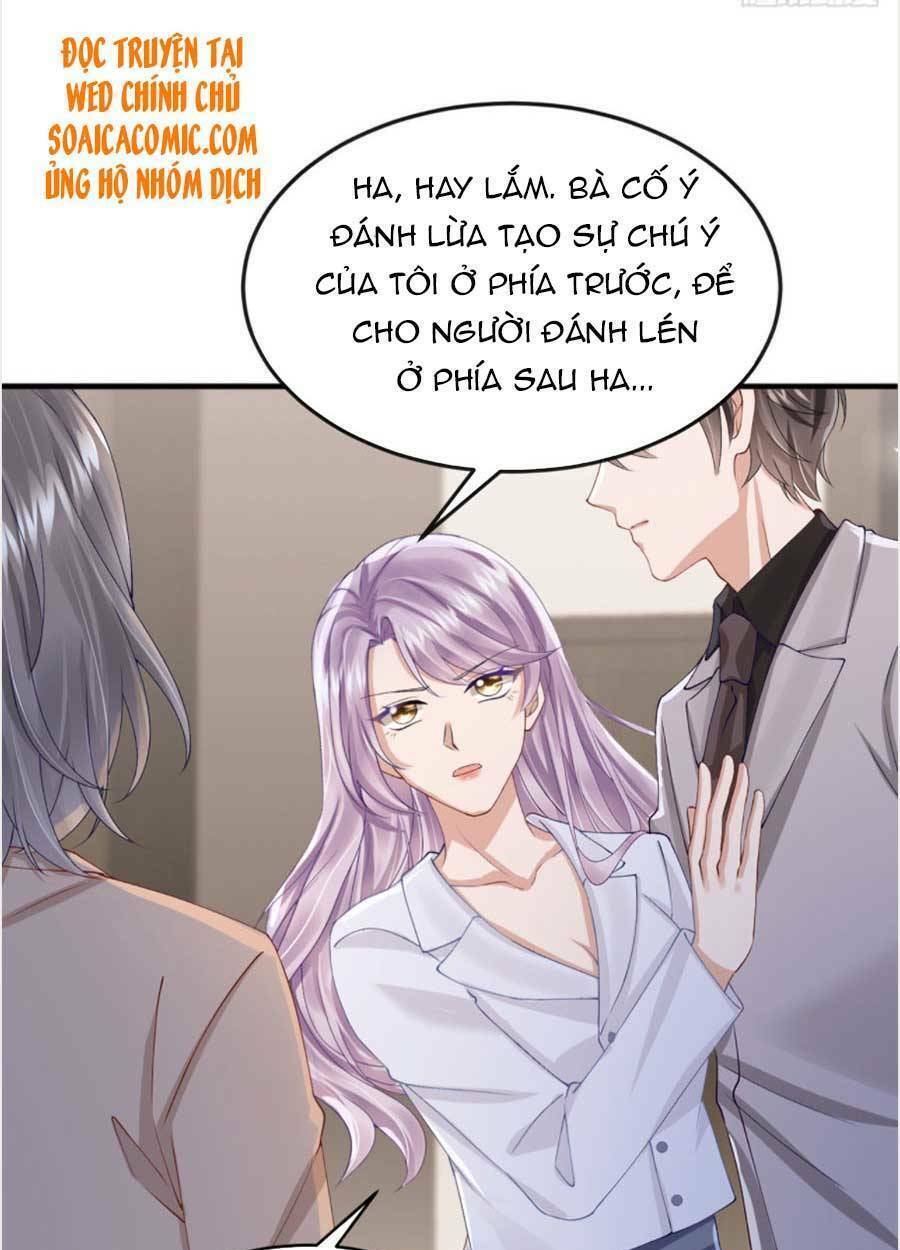 ĐỌC TRUYỆN TẠI
WED CHÍNH CHỦ
SOAICACOMIC.COM
ỦNG HỘ NHÓM DỊCH
HA, HAY LẮM. BÀ CỐ Ý
ĐÁNH LỪA TẠO SỰ CHÚ Ý
CỦA TÔI Ở PHÍA TRƯỚC, ĐỂ
CHO NGƯỜI ĐÁNH LÉN
Ở PHÍA SAU HA...